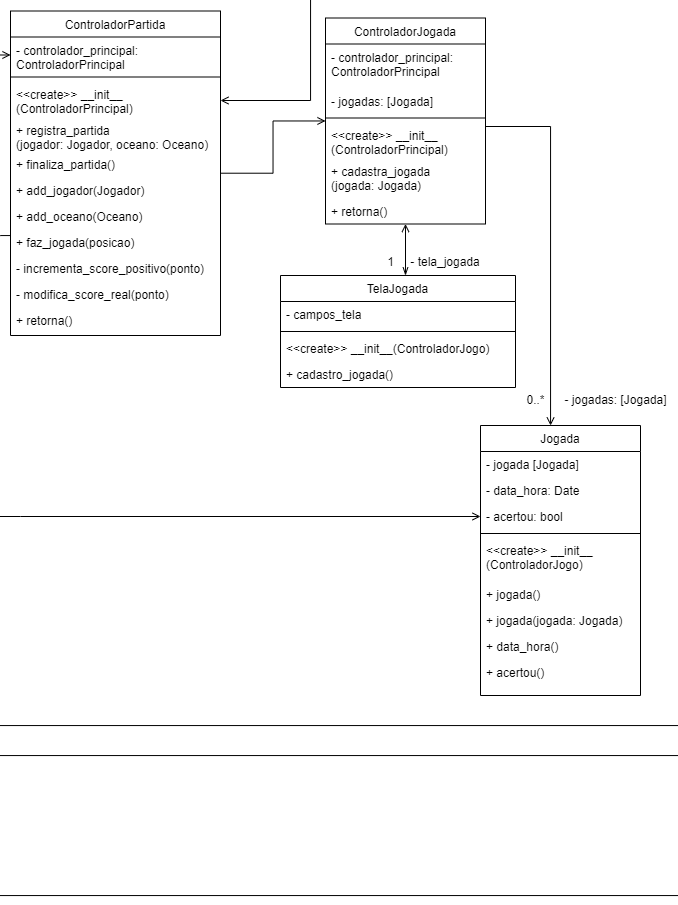 ControladorPartida
- controlador_principal:
ControladorPrincipal
<<create>> __init__
(ControladorPrincipal)
+ registra_partida
(jogador: Jogador, oceano: Oceano)
+ finaliza_partida()
+ add_jogador(Jogador)
+ add_oceano(Oceano)
+ faz_jogada(posicao)
- incrementa_score_positivo(ponto)
- modifica_score_real(ponto)
+ retorna()
ControladorJogada
- controlador_principal:
ControladorPrincipal
- jogadas: [Jogada]
<<create>> __init__
(ControladorPrincipal)
+ cadastra_jogada
(jogada: Jogada)
+ retorna()
1 - tela_jogada
TelaJogada
- campos_tela
<<create>> __init__(ControladorJogo)
+ cadastro_jogada()
0..* - jogadas: [Jogada]
Jogada
- jogada [Jogada]
- data_hora: Date
- acertou: bool
<<create>> __init__
(ControladorJogo)
+ jogada()
+ jogada(jogada: Jogada)
+ data_hora()
+ acertou()